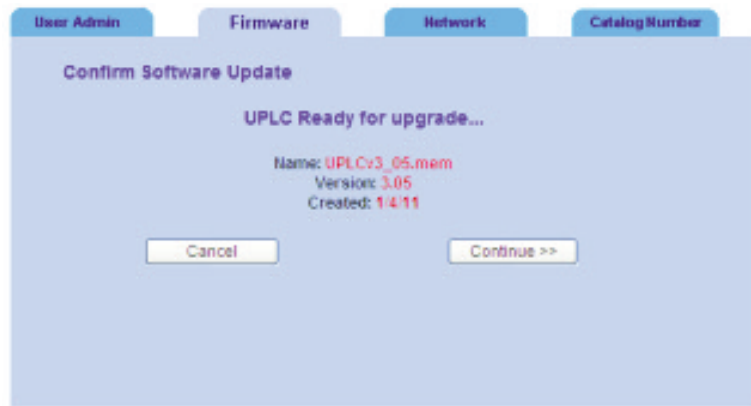 User Admin Firmware Network Catalog Number
Confirm Software Update
UPLC Ready for upgrade...
Name: UPLCv3_05.mem
Version: 3.05
Created: 1/4/11
Cancel Continue >>